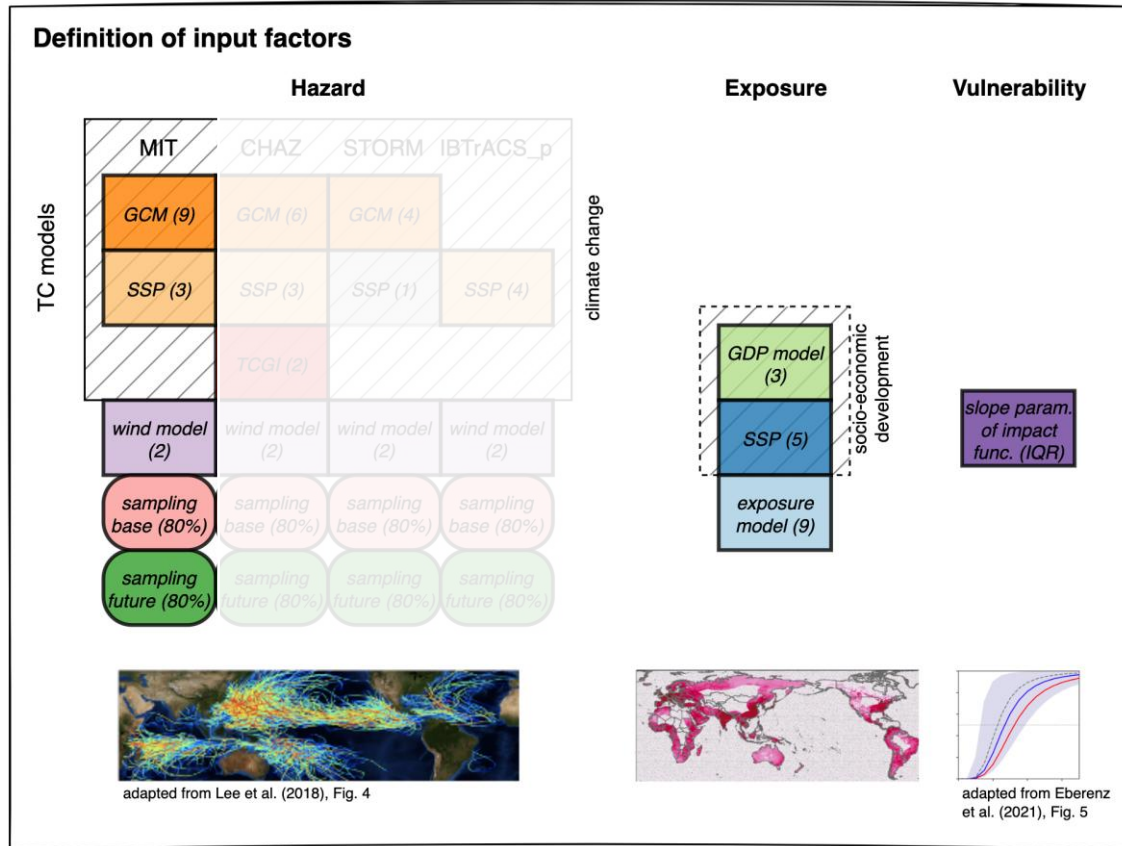 Definition of input factors
Hazard
Exposure
Vulnerability
TC models
MIT
CHAZ
STORM
IBTrACS_p
GCM (9)
GCM (6)
GCM (4)
SSP (3)
SSP (3)
SSP (1)
SSP (4)
TCGI (2)
climate change
wind model
(2)
wind model
(2)
wind model
(2)
wind model
(2)
sampling
base (80%)
sampling
base (80%)
sampling
base (80%)
sampling
base (80%)
sampling
future (80%)
sampling
future (80%)
sampling
future (80%)
sampling
future (80%)
GDP model
(3)
SSP (5)
exposure
model (9)
socio-economic
development
slope param.
of impact
func. (IQR)
adapted from Lee et al. (2018), Fig. 4
adapted from Eberenz
et al. (2021), Fig. 5